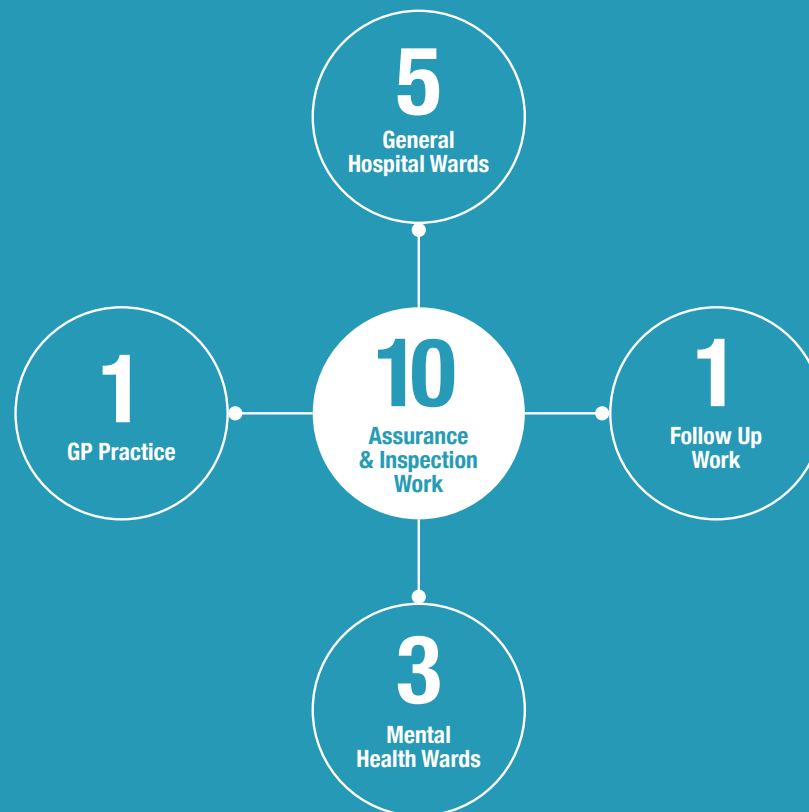 5
General
Hospital Wards
1
GP Practice
10
Assurance
& Inspection
Work
1
Follow Up
Work
3
Mental
Health Wards